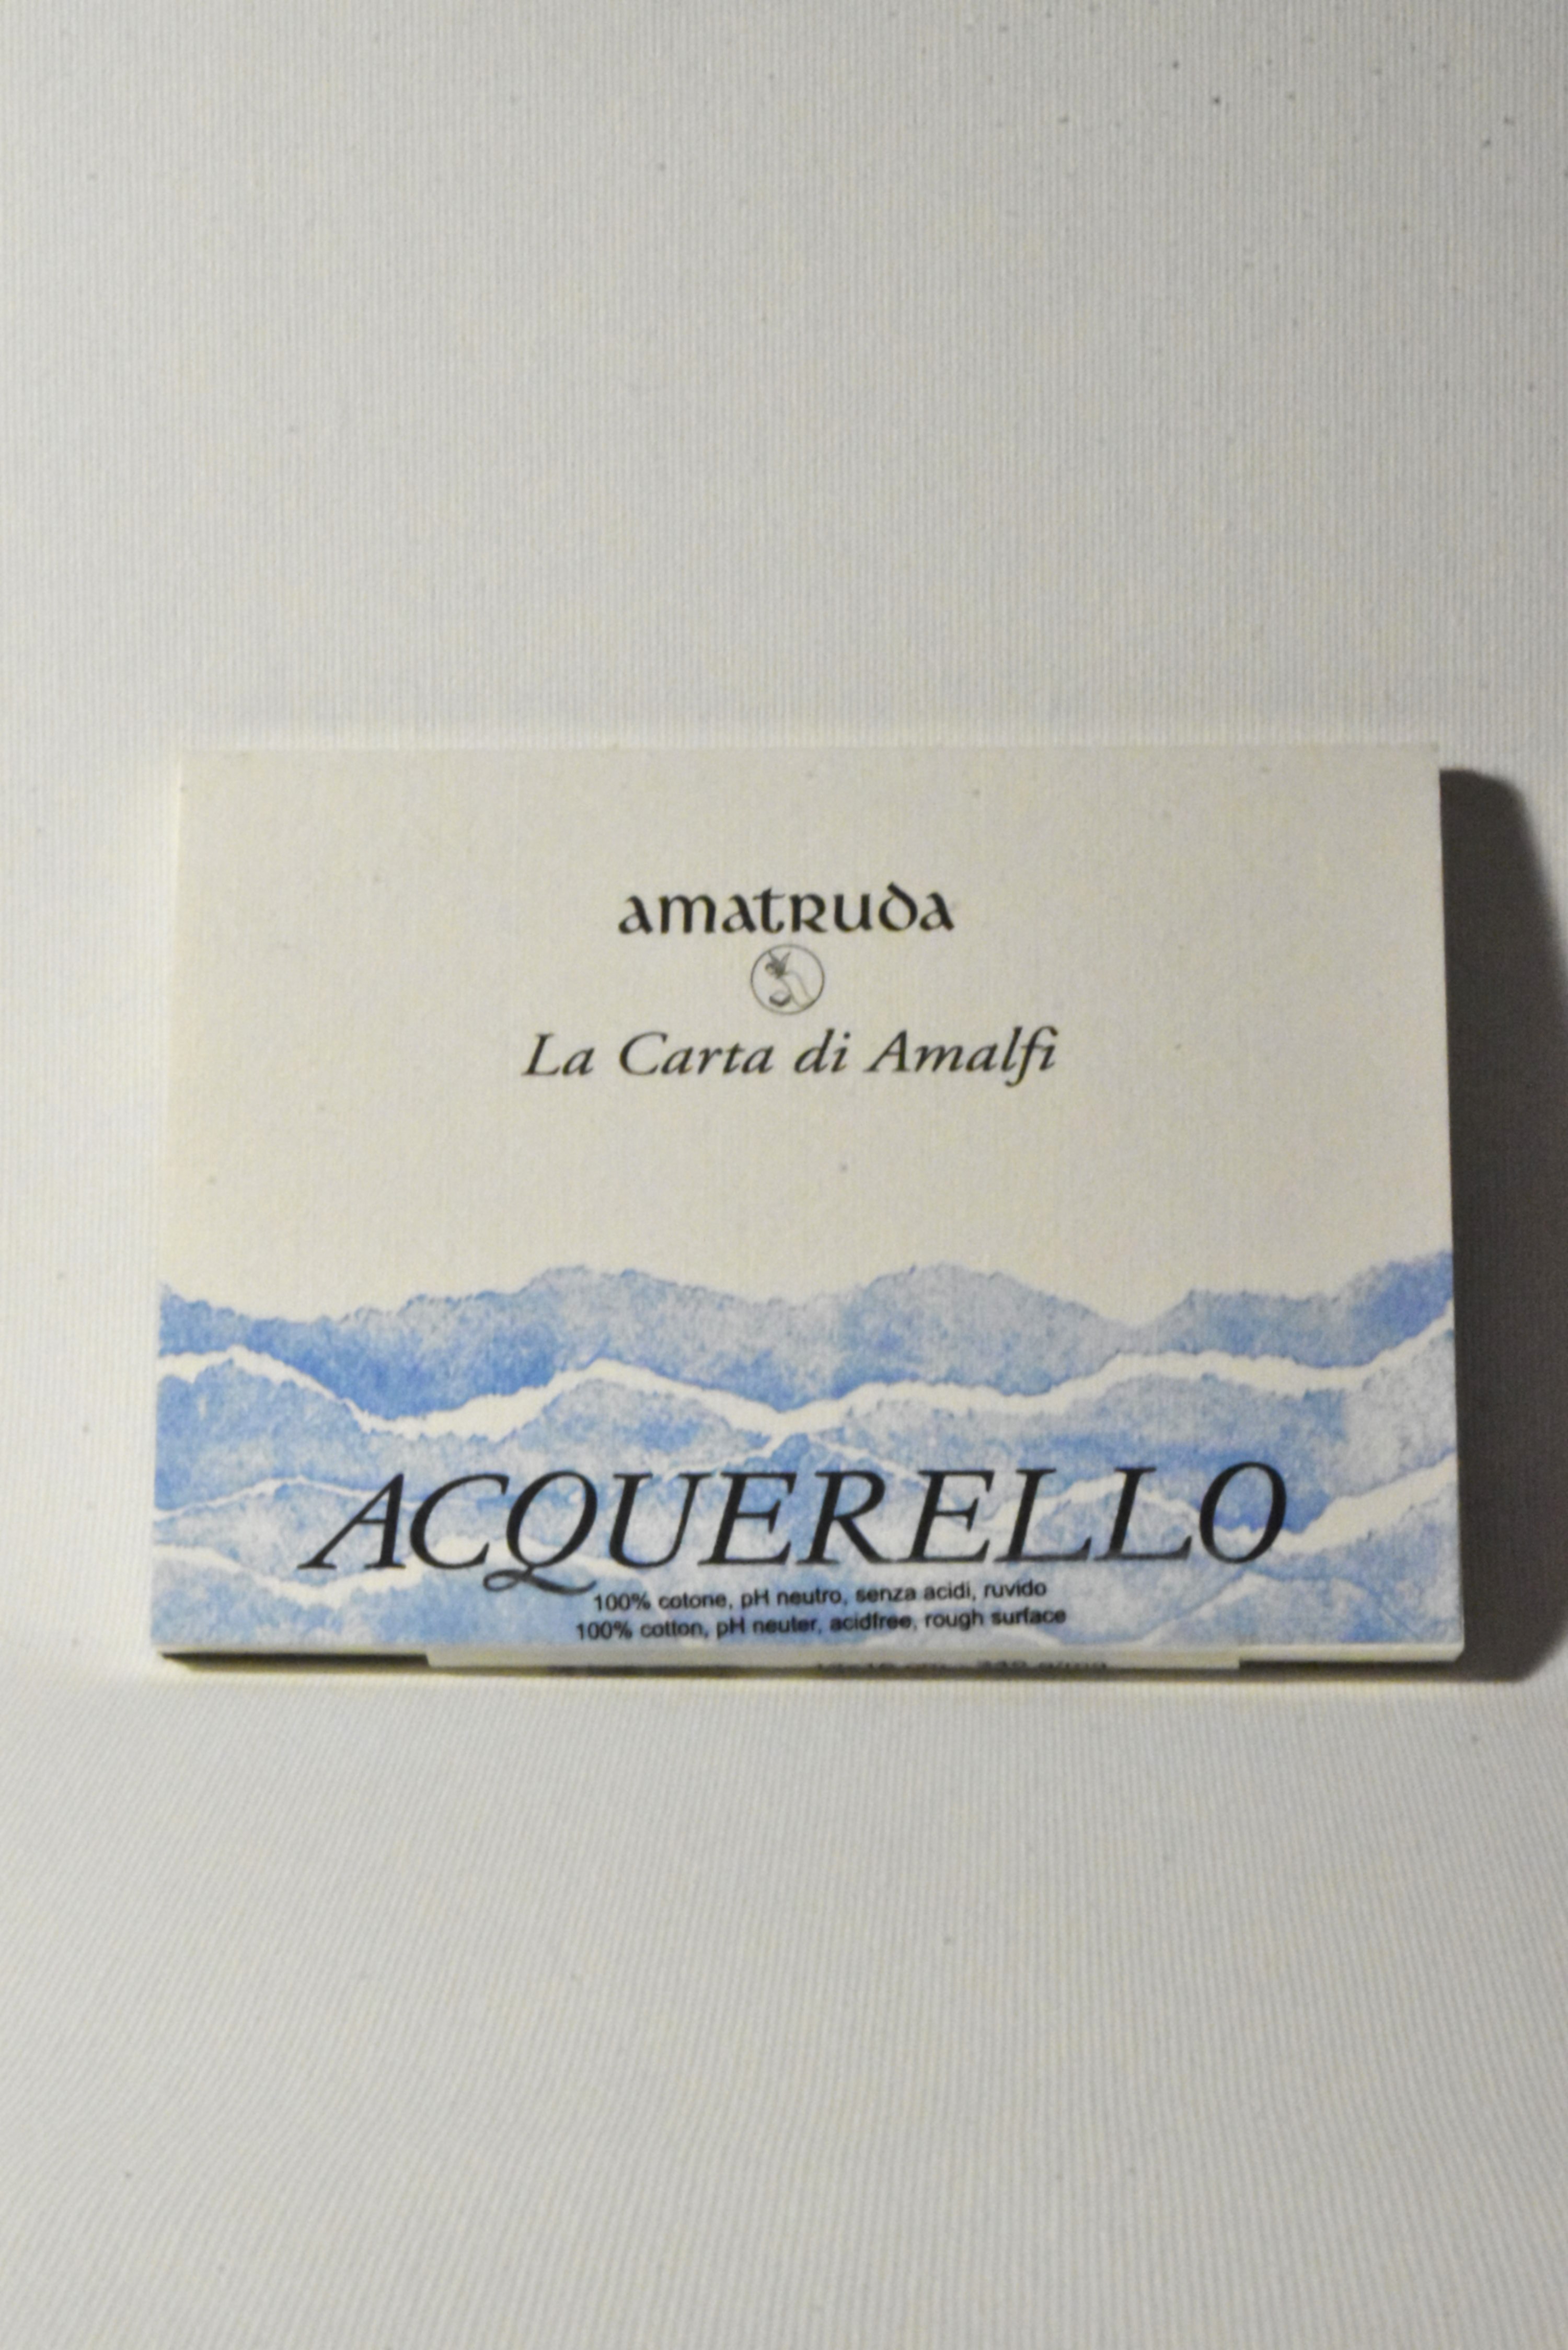 amatruda
La Carta di Amalfi
ACQUERELLO
100% cotone, pH neutro, senza acidi, ruvido
100% cotton, pH neuter, acidfree, rough surface